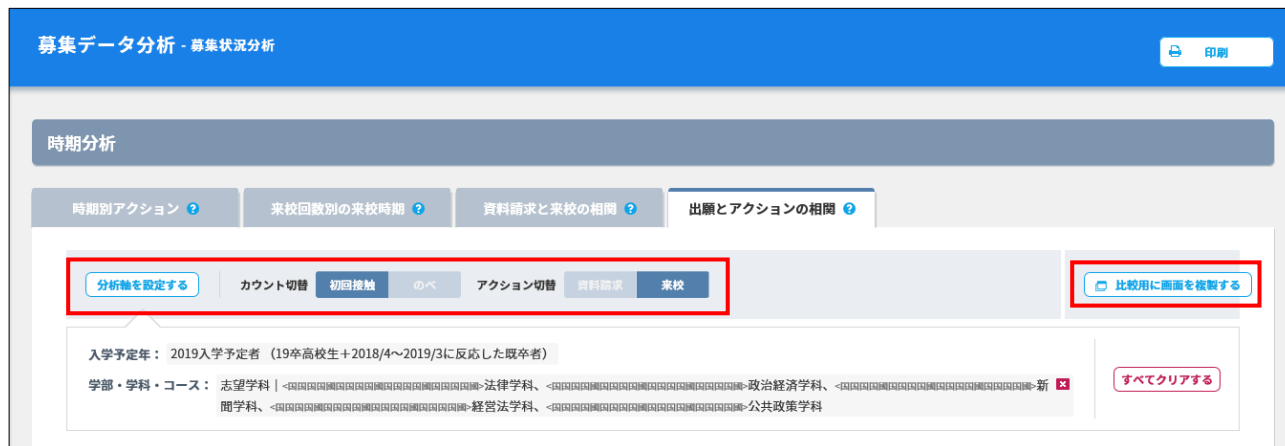 募集データ分析 - 募集状況分析
印刷
時期分析
時期別アクション ?
来校回数別の来校時期 ?
資料請求と来校の相関 ?
出願とアクションの相関 ?
分析軸を設定する
カウント切替 初回接触 のべ
アクション切替 資料請求 来校
比較用に画面を複製する
入学予定年： 2019入学予定者 （19卒高校生＋2018/4～2019/3に反応した既卒者）
学部・学科・コース： 志望学科｜<>法律学科、<>政治経済学科、<>新
聞学科、<>経営法学科、<>公共政策学科
すべてクリアする